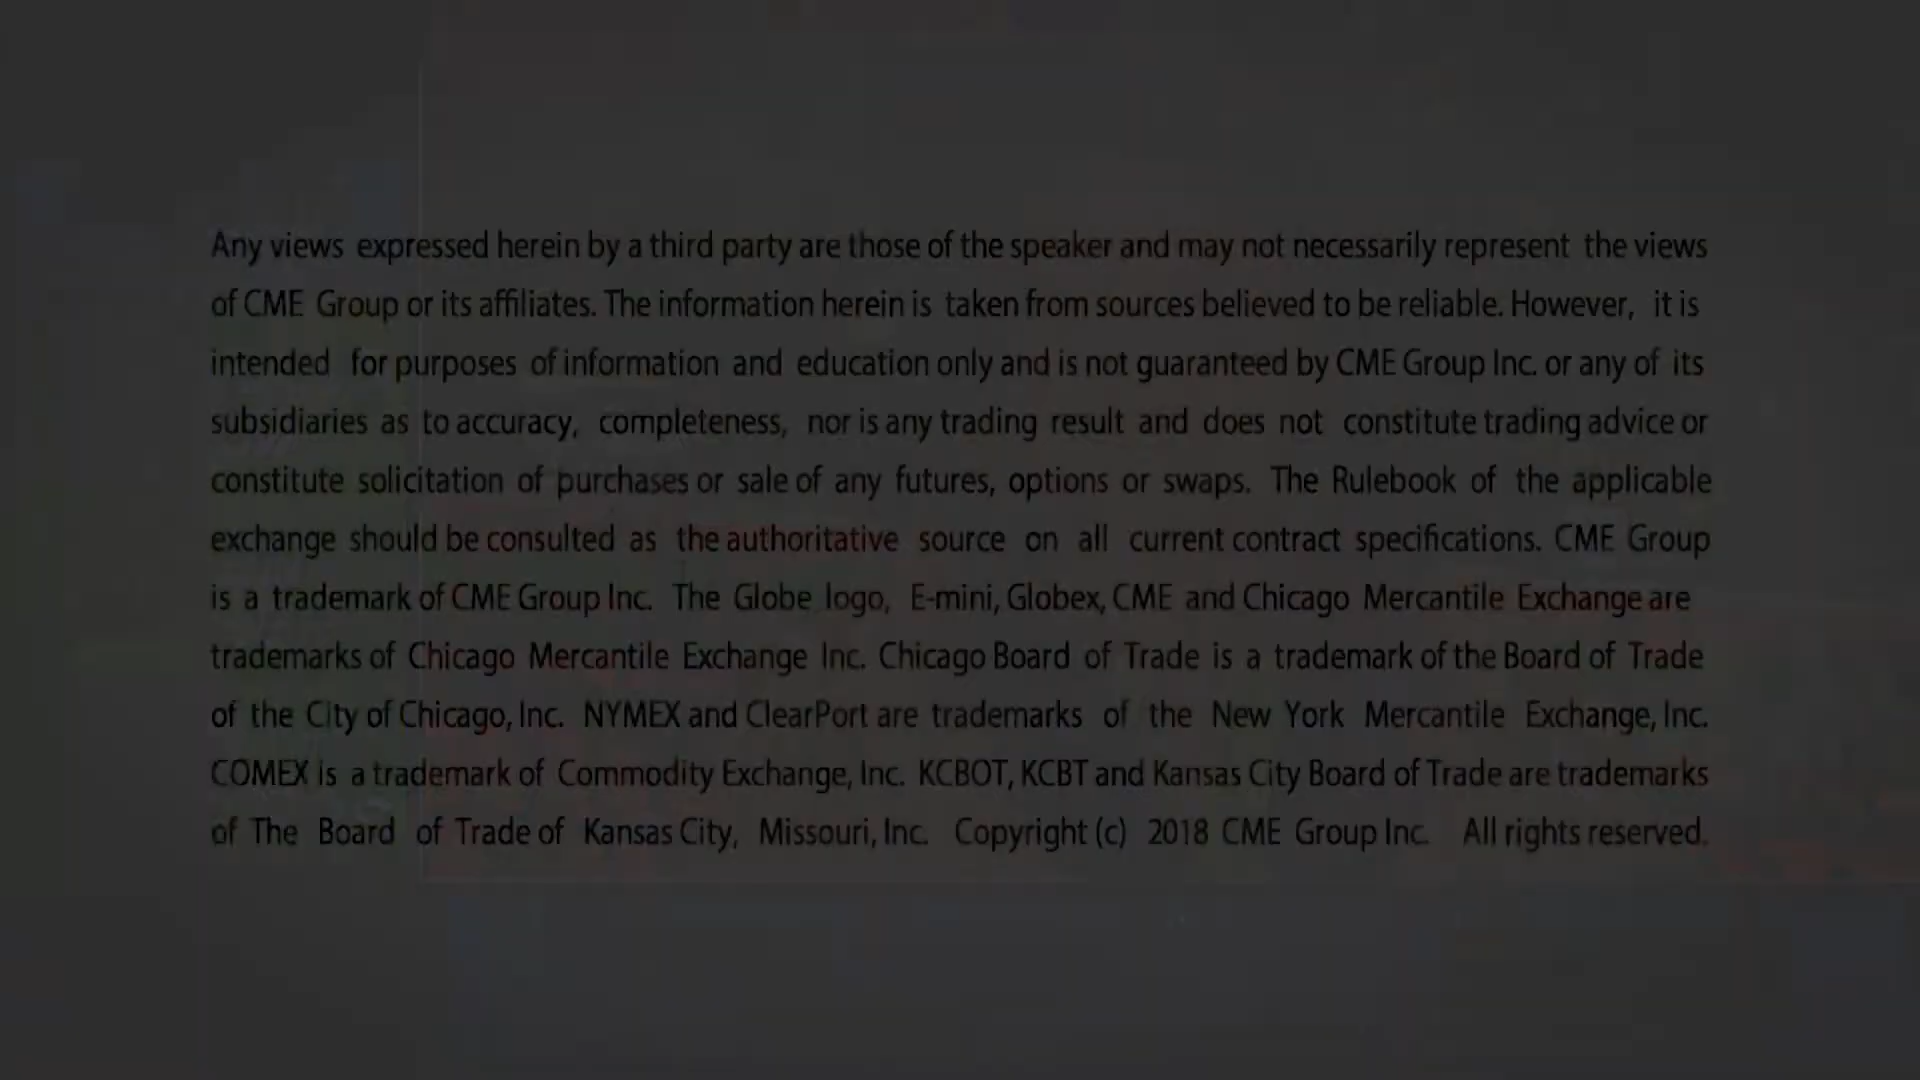 Any views expressed herein by a third party are those of the speaker and may not necessarily represent the views
of CME Group or its affiliates. The information herein is taken from sources believed to be reliable. However, it is
intended for purposes of information and education only and is not guaranteed by CME Group Inc. or any of its
subsidiaries as to accuracy, completeness, nor is any trading result and does not constitute trading advice or
constitute solicitation of purchases or sale of any futures, options or swaps. The Rulebook of the applicable
exchange should be consulted as the authoritative source on all current contract specifications. CME Group
is a trademark of CME Group Inc. The Globe logo, E-mini, Globex, CME and Chicago Mercantile Exchange are
trademarks of Chicago Mercantile Exchange Inc. Chicago Board of Trade is a trademark of the Board of Trade
of the City of Chicago, Inc. NYMEX and ClearPort are trademarks of the New York Mercantile Exchange, Inc.
COMEX is a trademark of Commodity Exchange, Inc. KCBOT, KCBT and Kansas City Board of Trade are trademarks
of The Board of Trade of Kansas City, Missouri, Inc. Copyright (c) 2018 CME Group Inc. All rights reserved.